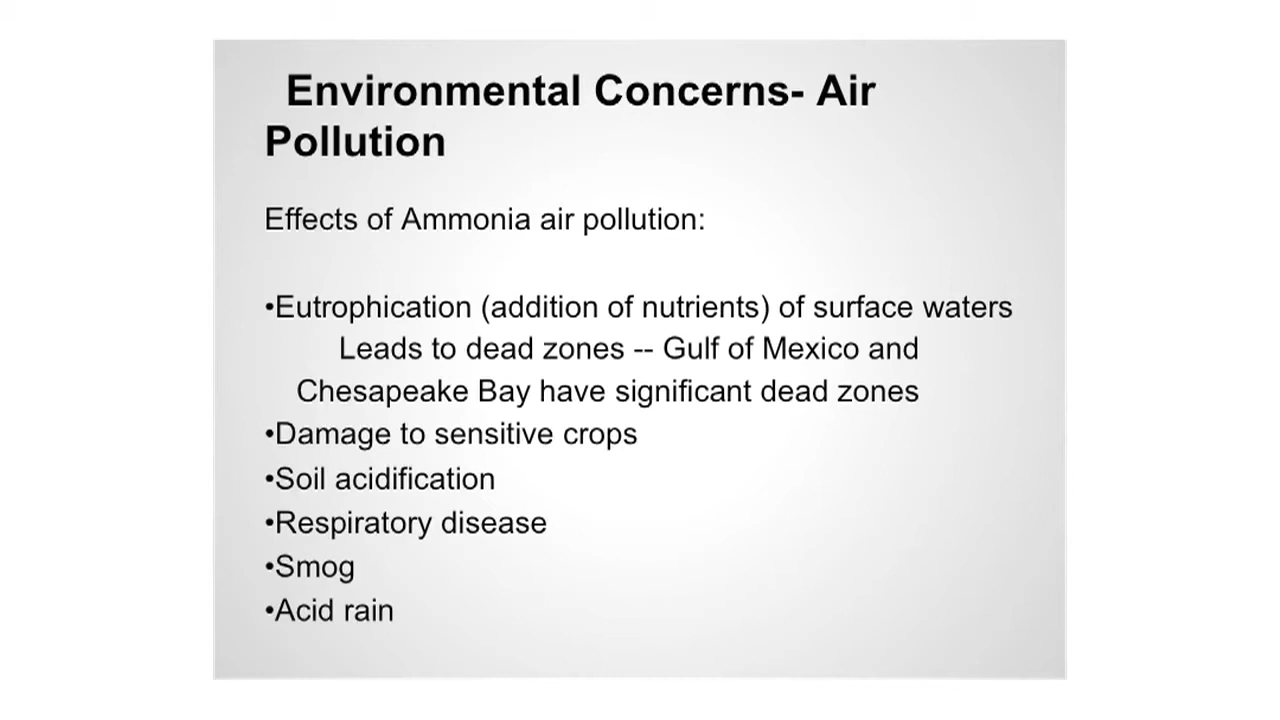 Environmental Concerns- Air
Pollution
Effects of Ammonia air pollution:
•Eutrophication (addition of nutrients) of surface waters
Leads to dead zones -- Gulf of Mexico and
Chesapeake Bay have significant dead zones
•Damage to sensitive crops
•Soil acidification
•Respiratory disease
•Smog
•Acid rain